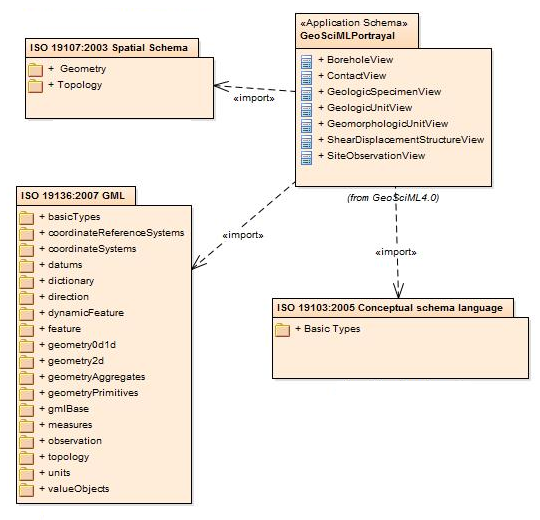 «Application Schema»
GeoSciMLPortrayal
+ BoreholeView
+ ContactView
+ GeologicSpecimenView
+ GeologicUnitView
+ GeomorphologicUnitView
+ ShearDisplacementStructureView
+ SiteObservationView
(from GeoSciML4.0)
ISO 19107:2003 Spatial Schema
+ Geometry
+ Topology
«import»
ISO 19136:2007 GML
+ basicTypes
+ coordinateReferenceSystems
+ coordinateSystems
+ datums
+ dictionary
+ direction
+ dynamicFeature
+ feature
+ geometry0d1d
+ geometry2d
+ geometryAggregates
+ geometryPrimitives
+ gmlBase
+ measures
+ observation
+ topology
+ units
+ valueObjects
«import»
«import»
ISO 19103:2005 Conceptual schema language
+ Basic Types